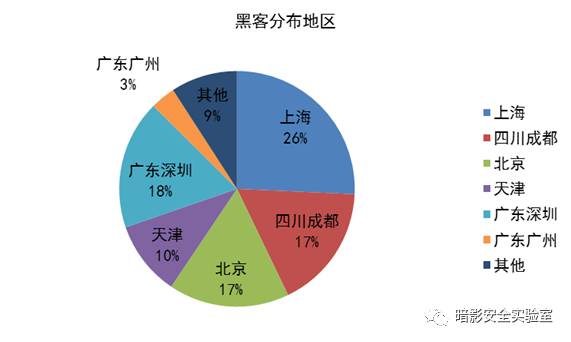 黑客分布地区
广东广州
3%
其他
9%
上海
26%
广东深圳
18%
四川成都
17%
天津
10%
北京
17%
上海
四川成都
北京
天津
广东深圳
广东广州
其他
暗影安全实验室